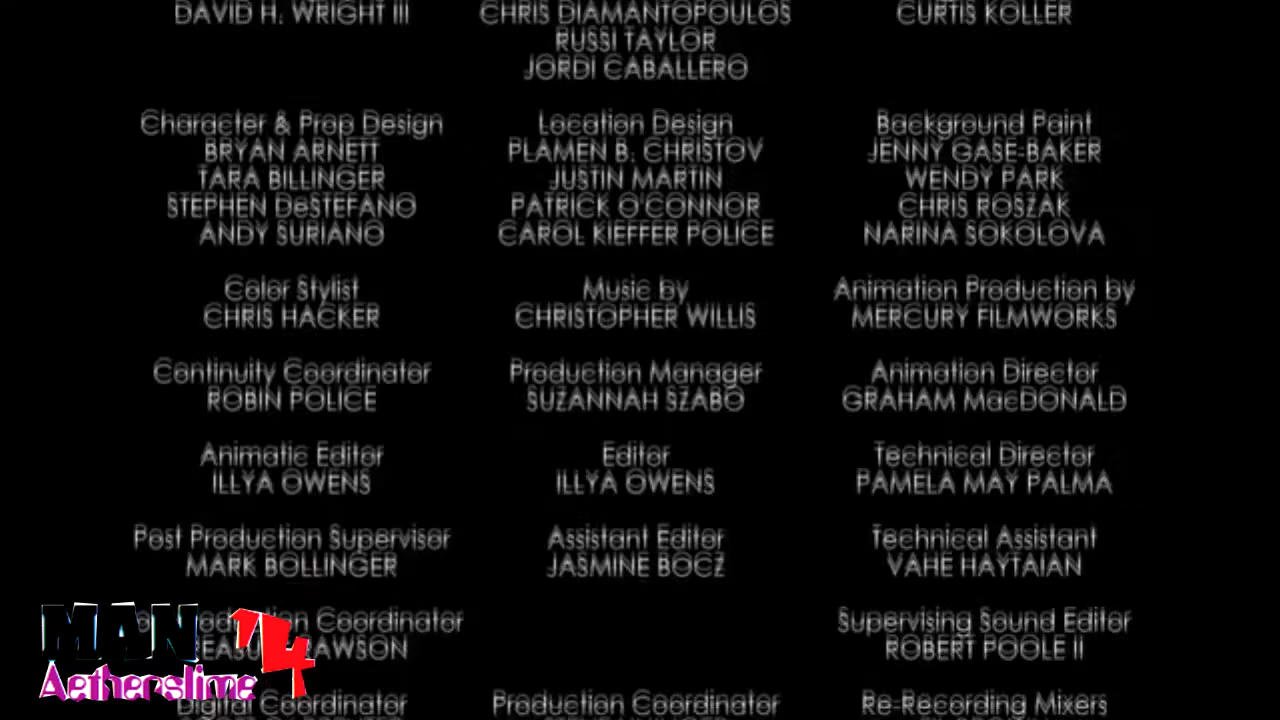 DAVID H. WRIGHT III
CHRIS DIAMANTOPOULOS
RUSSI TAYLOR
JORDI CABALLERO
CURTIS KOLLER
Character & Prop Design
BRYAN ARNETT
TARA BILLINGER
STEPHEN DeSTEFANO
ANDY SURIANO
Location Design
PLAMEN B. CHRISTOV
JUSTIN MARTIN
PATRICK O'CONNOR
CAROL KIEFFER POLICE
Background Paint
JENNY GASE-BAKER
WENDY PARK
CHRIS ROSZAK
NARINA SOKOLOVA
Color Stylist
CHRIS HACKER
Music by
CHRISTOPHER WILLIS
Animation Production by
MERCURY FILMWORKS
Continuity Coordinator
ROBIN POLICE
Production Manager
SUZANNAH SZABO
Animation Director
GRAHAM MacDONALD
Animatic Editor
ILLYA OWENS
Editor
ILLYA OWENS
Technical Director
PAMELA MAY PALMA
Post Production Supervisor
MARK BOLLINGER
Assistant Editor
JASMINE BOCZ
Technical Assistant
VAHE HAYTAIAN
Coordinator
Supervising Sound Editor
ROBERT POOLE II
MAN 14
Aetherslime
Digital Coordinator
Production Coordinator
Re-Recording Mixers